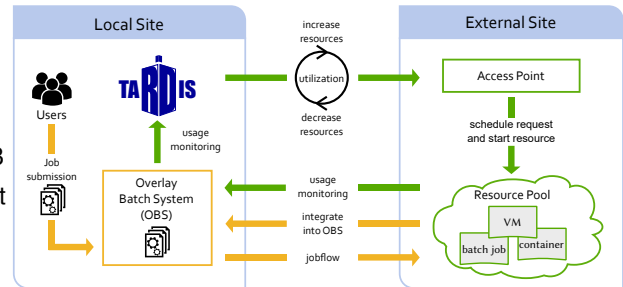 Local Site
External Site
increase
resources
utilization
decrease
resources
TARDIS
Users
Access Point
usage
monitoring
schedule request
and start resource
3
Job
submission
t
Overlay
Batch System
(OBS)
usage
monitoring
integrate
into OBS
jobflow
Resource Pool
VM
batch job
container